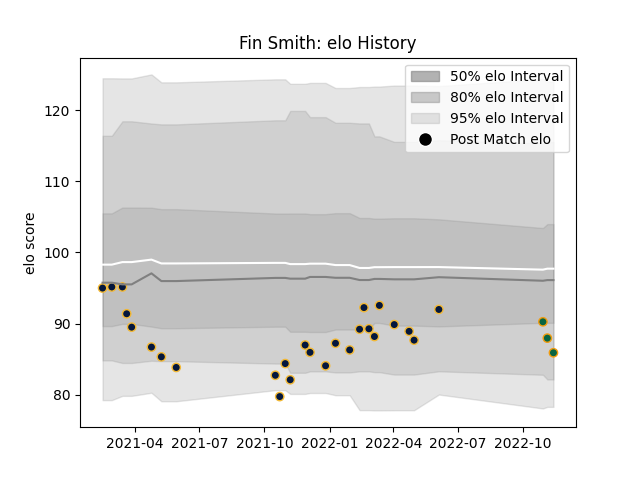 Fin Smith: elo History
50% elo Interval
80% elo Interval
95% elo Interval
Post Match elo
elo score
120
110
100
90
80
2021-04 2021-07 2021-10 2022-01 2022-04 2022-07 2022-10